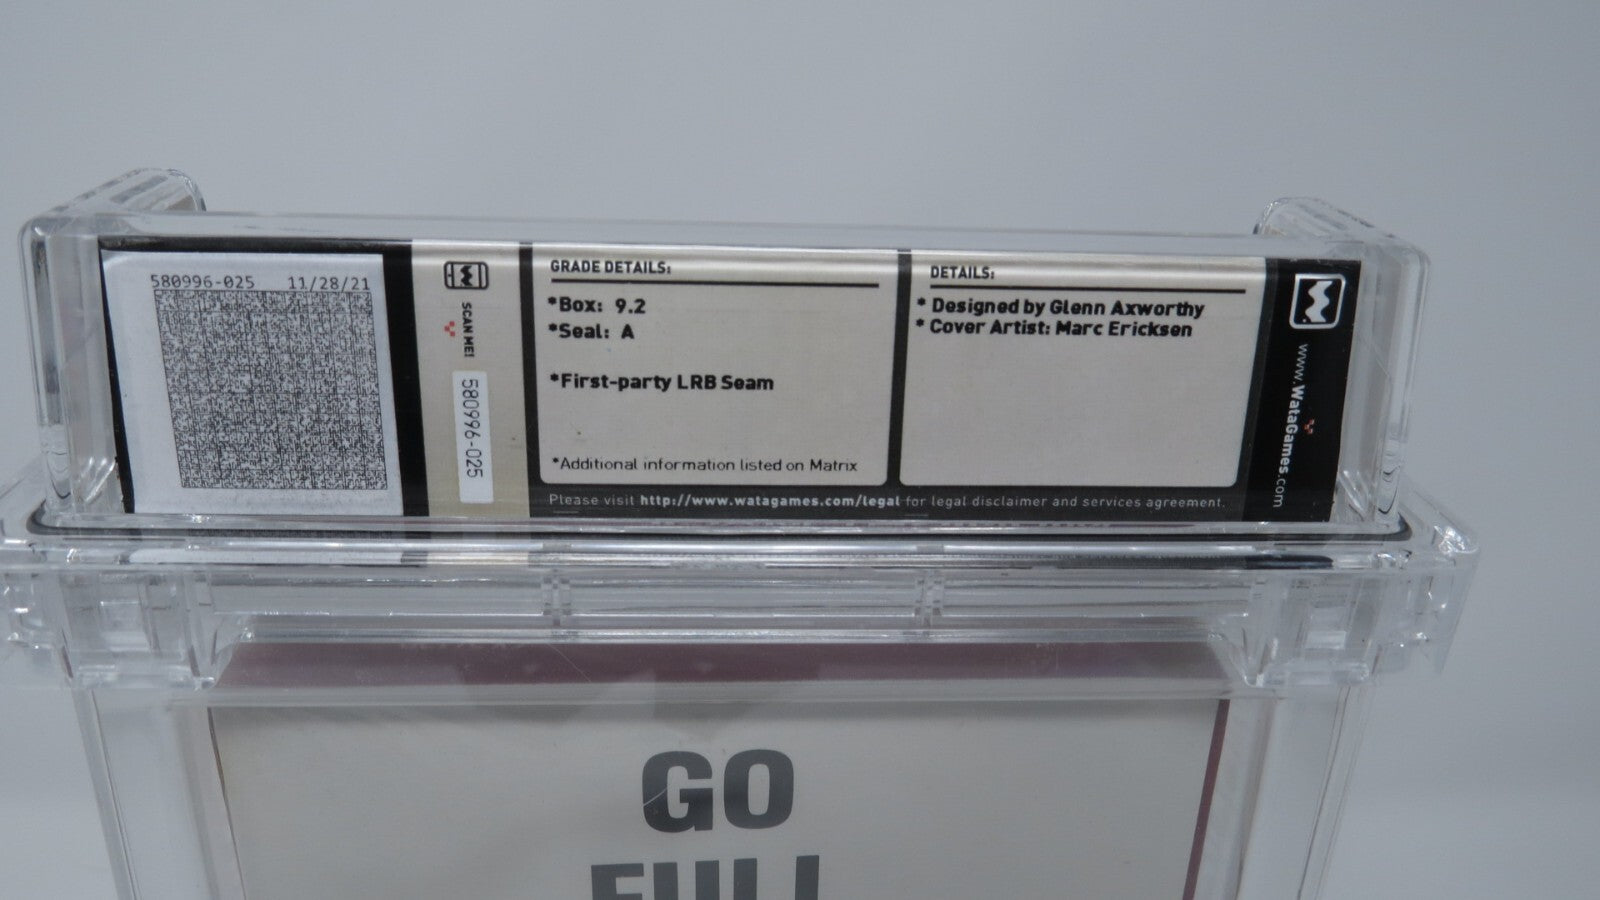 580996-025 11/28/21
SCAN ME!
580996-025
GRADE DETAILS:
*Box: 9.2
*Seal: A
*First-party LRB Seam
*Additional information listed on Matrix
DETAILS:
* Designed by Glenn Axworthy
* Cover Artist: Marc Ericksen
Please visit http://www.watagames.com/legal for legal disclaimer and services agreement.
www.WataGames.com
GO
FULL